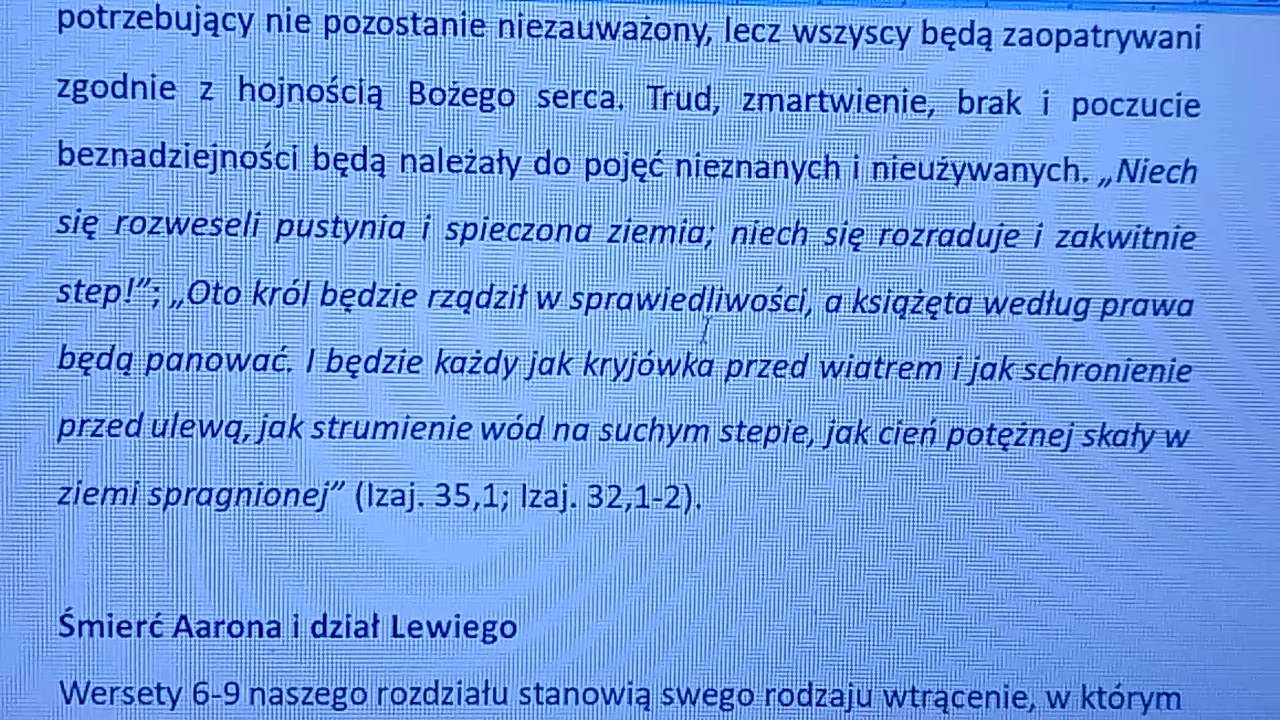 potrzebujący nie pozostanie niezauważony, lecz wszyscy będą zaopatrywani
zgodnie z hojnością Bożego serca. Trud, zmartwienie, brak i poczucie
beznadziejności będą należały do pojęć nieznanych i nieużywanych. „Niech
się rozweseli pustynia i spieczona ziemia; niech się rozraduje i zakwitnie
step!”; „Oto król będzie rządził w sprawiedliwości, a książęta według prawa
będą panować. I będzie każdy jak kryjówka przed wiatrem i jak schronienie
przed ulewą, jak strumienie wód na suchym stepie, jak cień potężnej skały w
ziemi spragnionej” (Izaj. 35,1; Izaj. 32,1-2).
Śmierć Aarona i dział Lewiego
Wersety 6-9 naszego rozdziału stanowią swego rodzaju wtrącenie, w którym